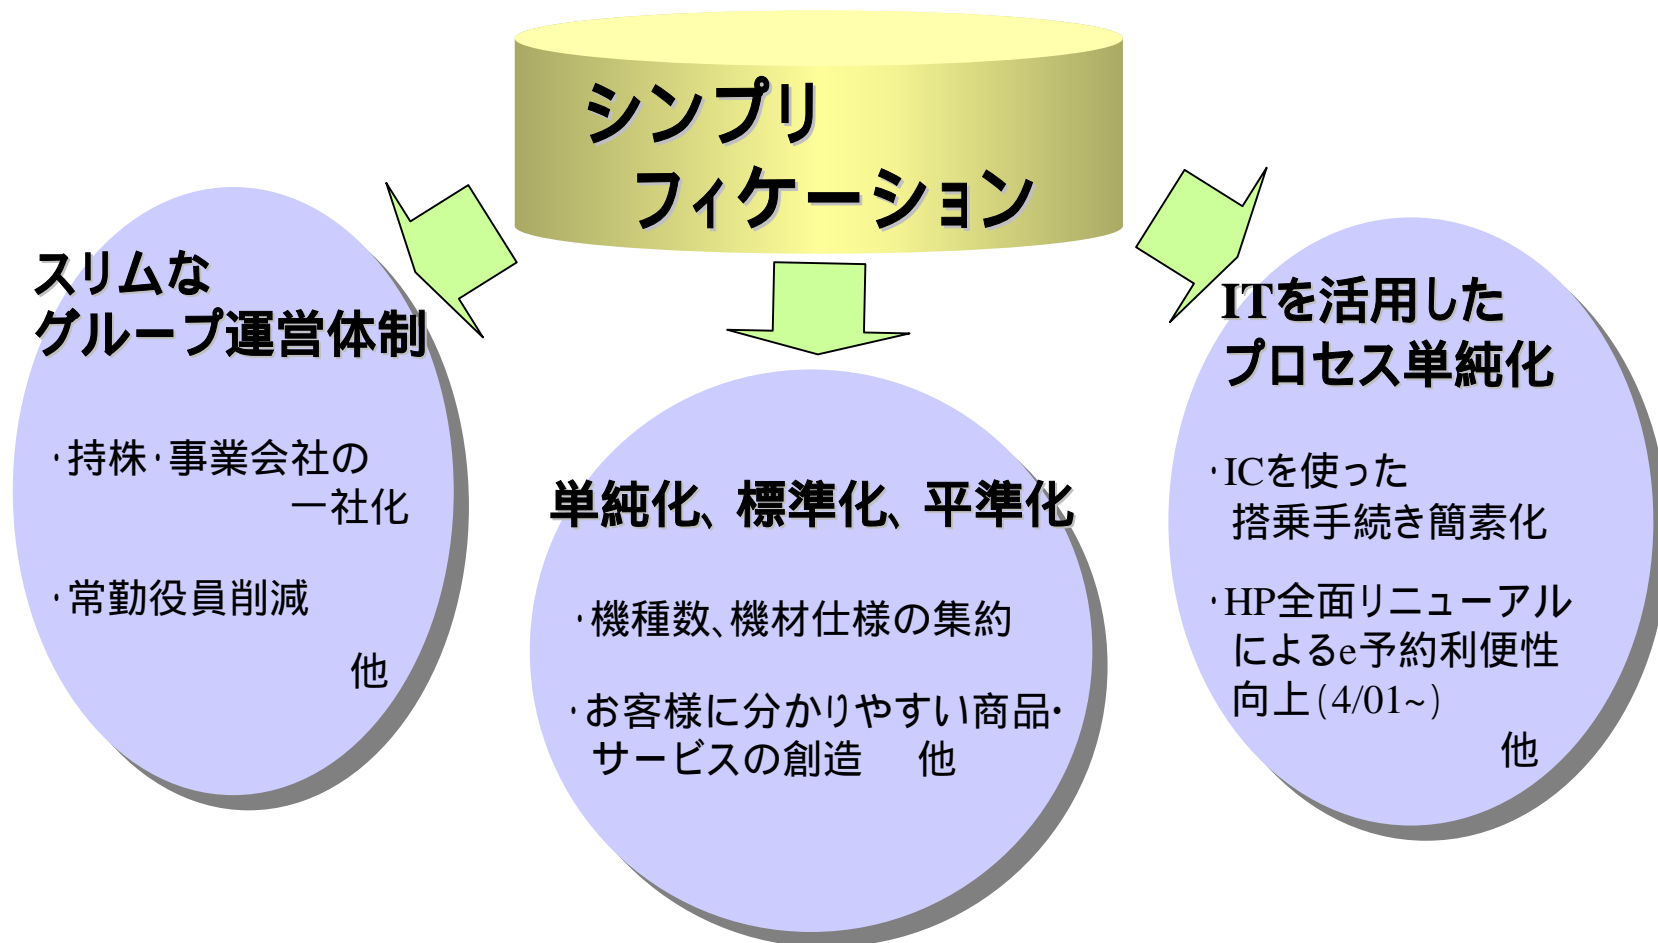 シンプリ
フィケーション
スリムな
グループ運営体制
・持株・事業会社の
一社化
・常勤役員削減
他
単純化、標準化、平準化
・機種数、機材仕様の集約
・お客様に分かりやすい商品・
サービスの創造 他
ITを活用した
プロセス単純化
・ICを使った
搭乗手続き簡素化
・HP全面リニューアル
によるe予約利便性
向上(4/01~)
他